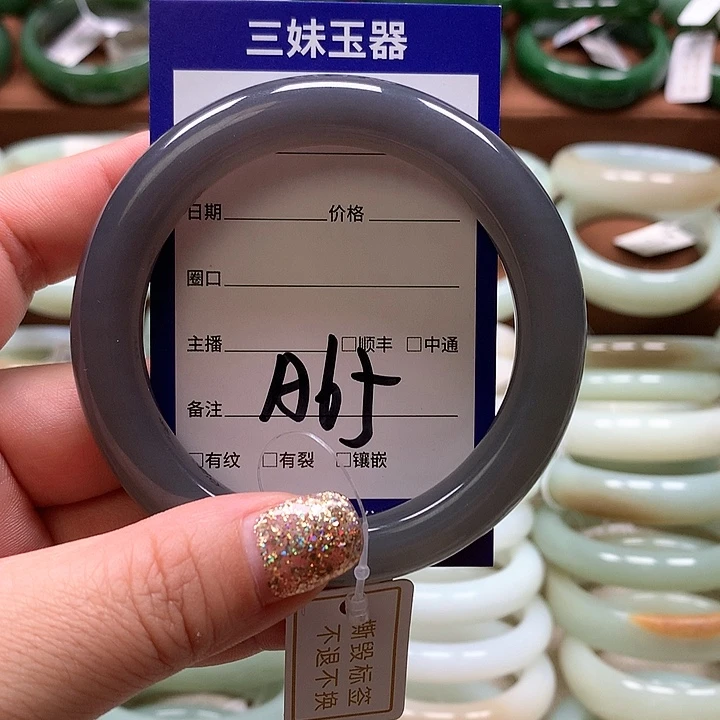 三妹玉器
日期 价格
圈口
主播 □顺丰 □中通
备注 A65
□有纹 □有裂 □镶嵌
撕毁标签
不退不换